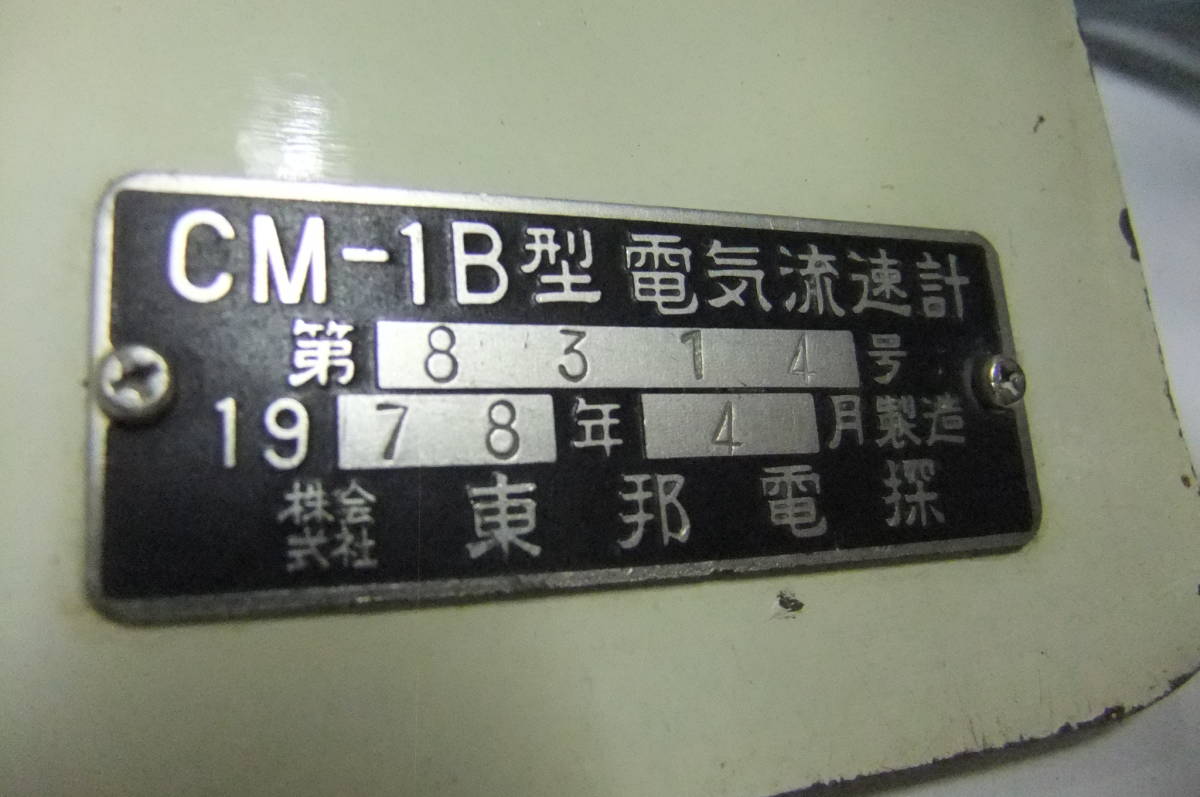 CM-1B型電気流速計
第8314号
1978年4月製造
株式会社 東邦電探